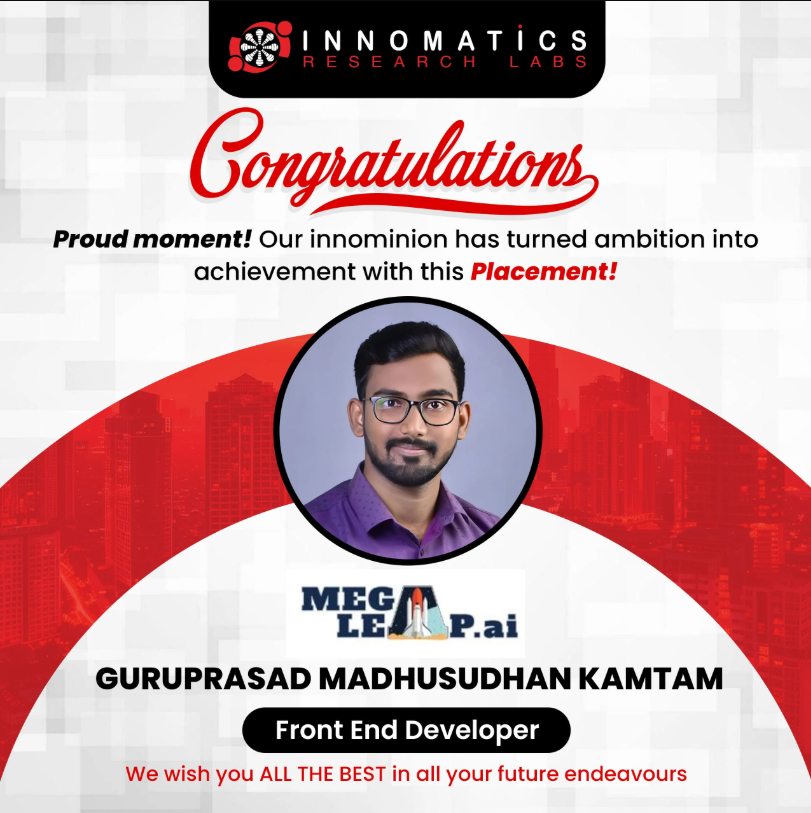 INNOMATICS
RESEARCH LABS
Congratulations
Proud moment! Our innominion has turned ambition into
achievement with this Placement!
MEGA
LEAP.ai
GURUPRASAD MADHUSUDHAN KAMTAM
Front End Developer
We wish you ALL THE BEST in all your future endeavours